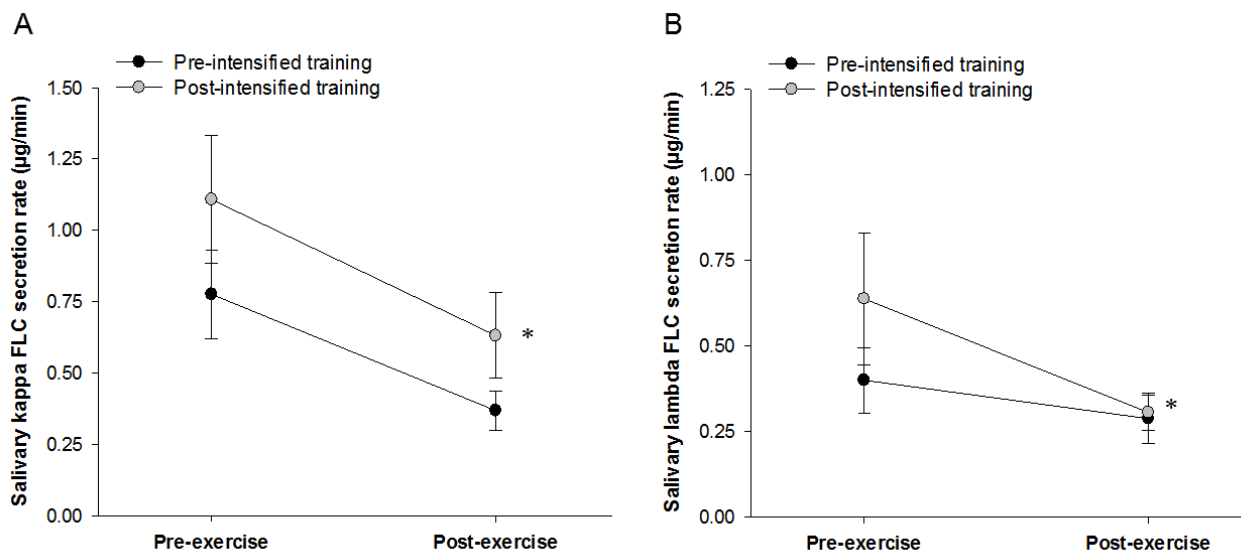 A
Pre-intensified training
Post-intensified training
Salivary kappa FLC secretion rate (µg/min)
1.50
1.25
1.00
0.75
0.50
0.25
0.00
*
Pre-exercise Post-exercise
B
Pre-intensified training
Post-intensified training
Salivary lambda FLC secretion rate (µg/min)
1.25
1.00
0.75
0.50
0.25
0.00
*
Pre-exercise Post-exercise